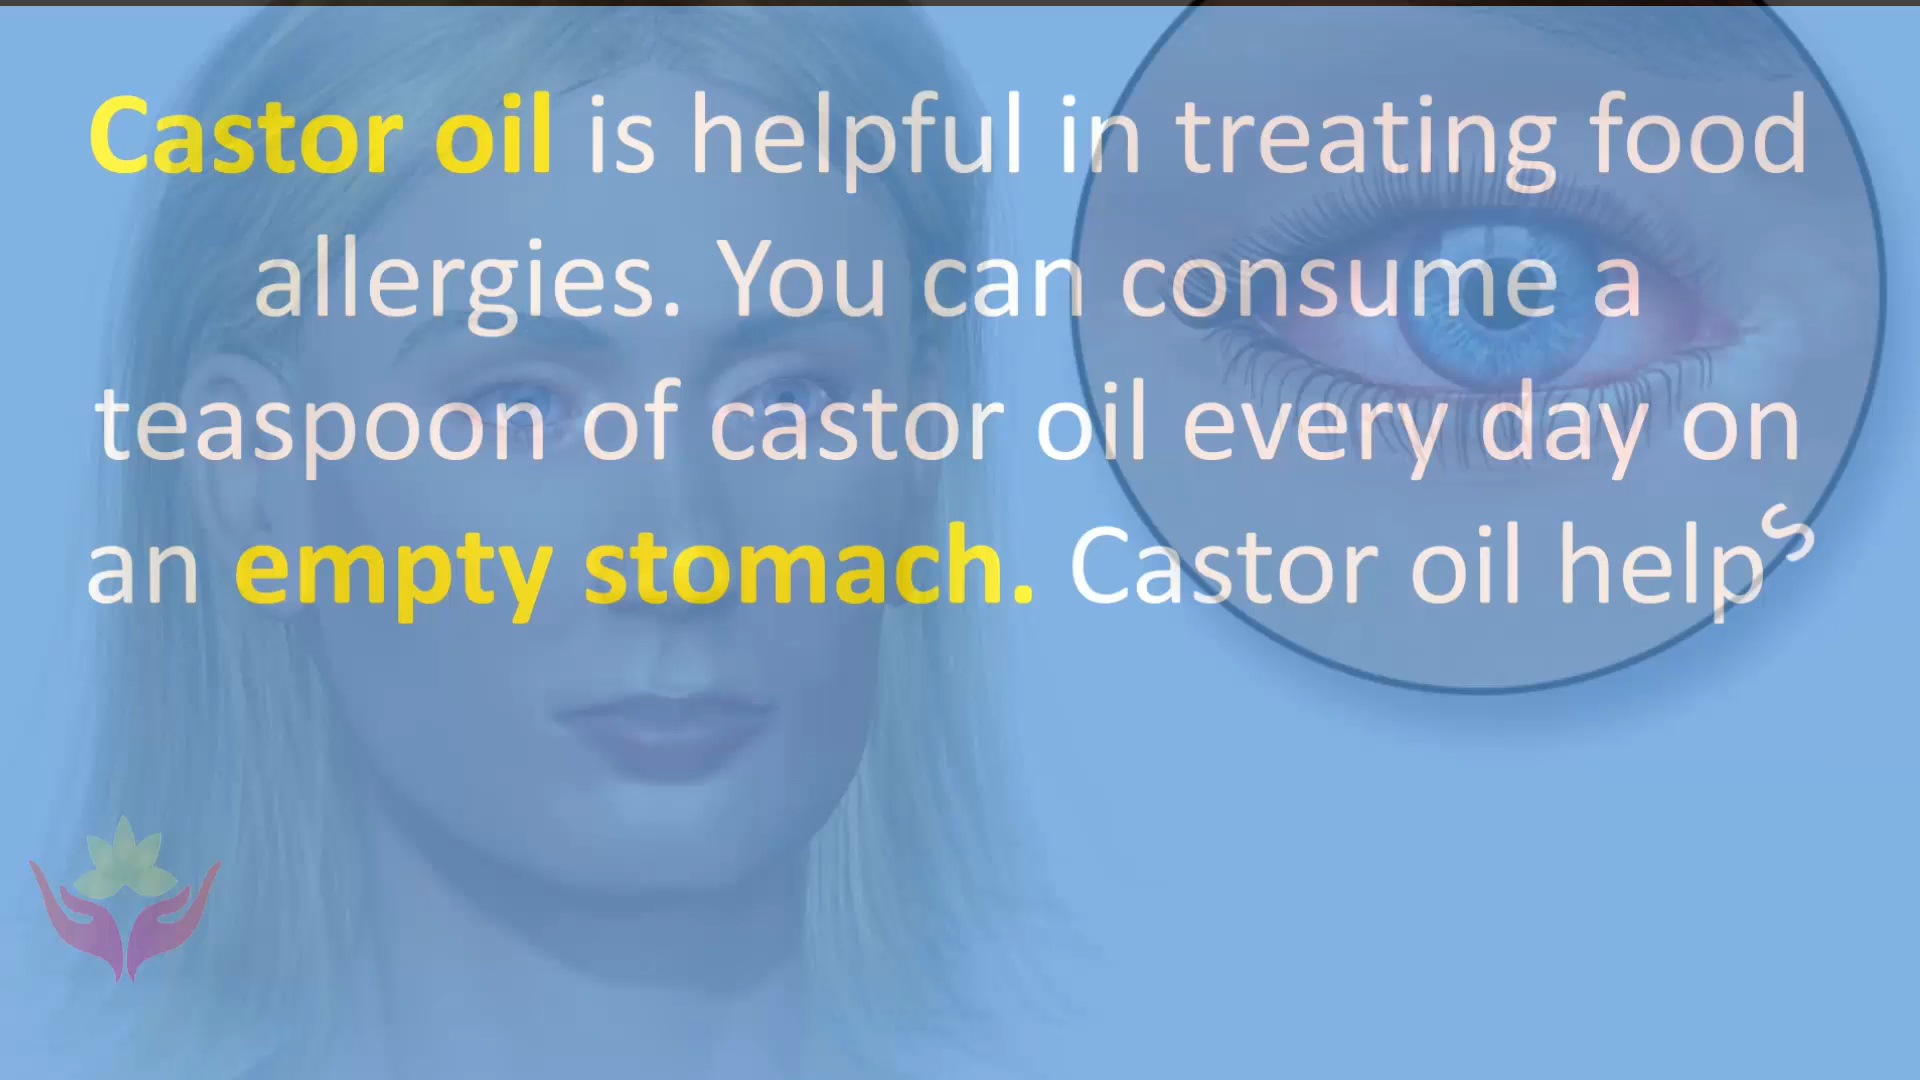 Castor oil is helpful in treating food
allergies. You can consume a
teaspoon of castor oil every day on
an empty stomach. Castor oil helps